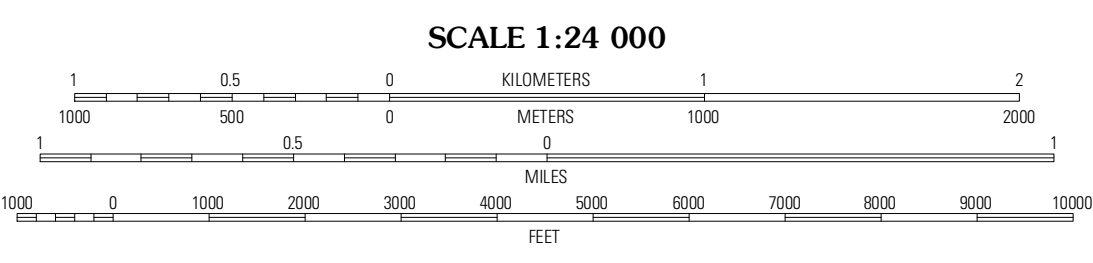 SCALE 1:24 000
1 0.5 0 KILOMETERS 1 2
1000 500 0 METERS 1000 2000
1 0.5 0 1
MILES
1000 0 1000 2000 3000 4000 5000 6000 7000 8000 9000 10000
FEET